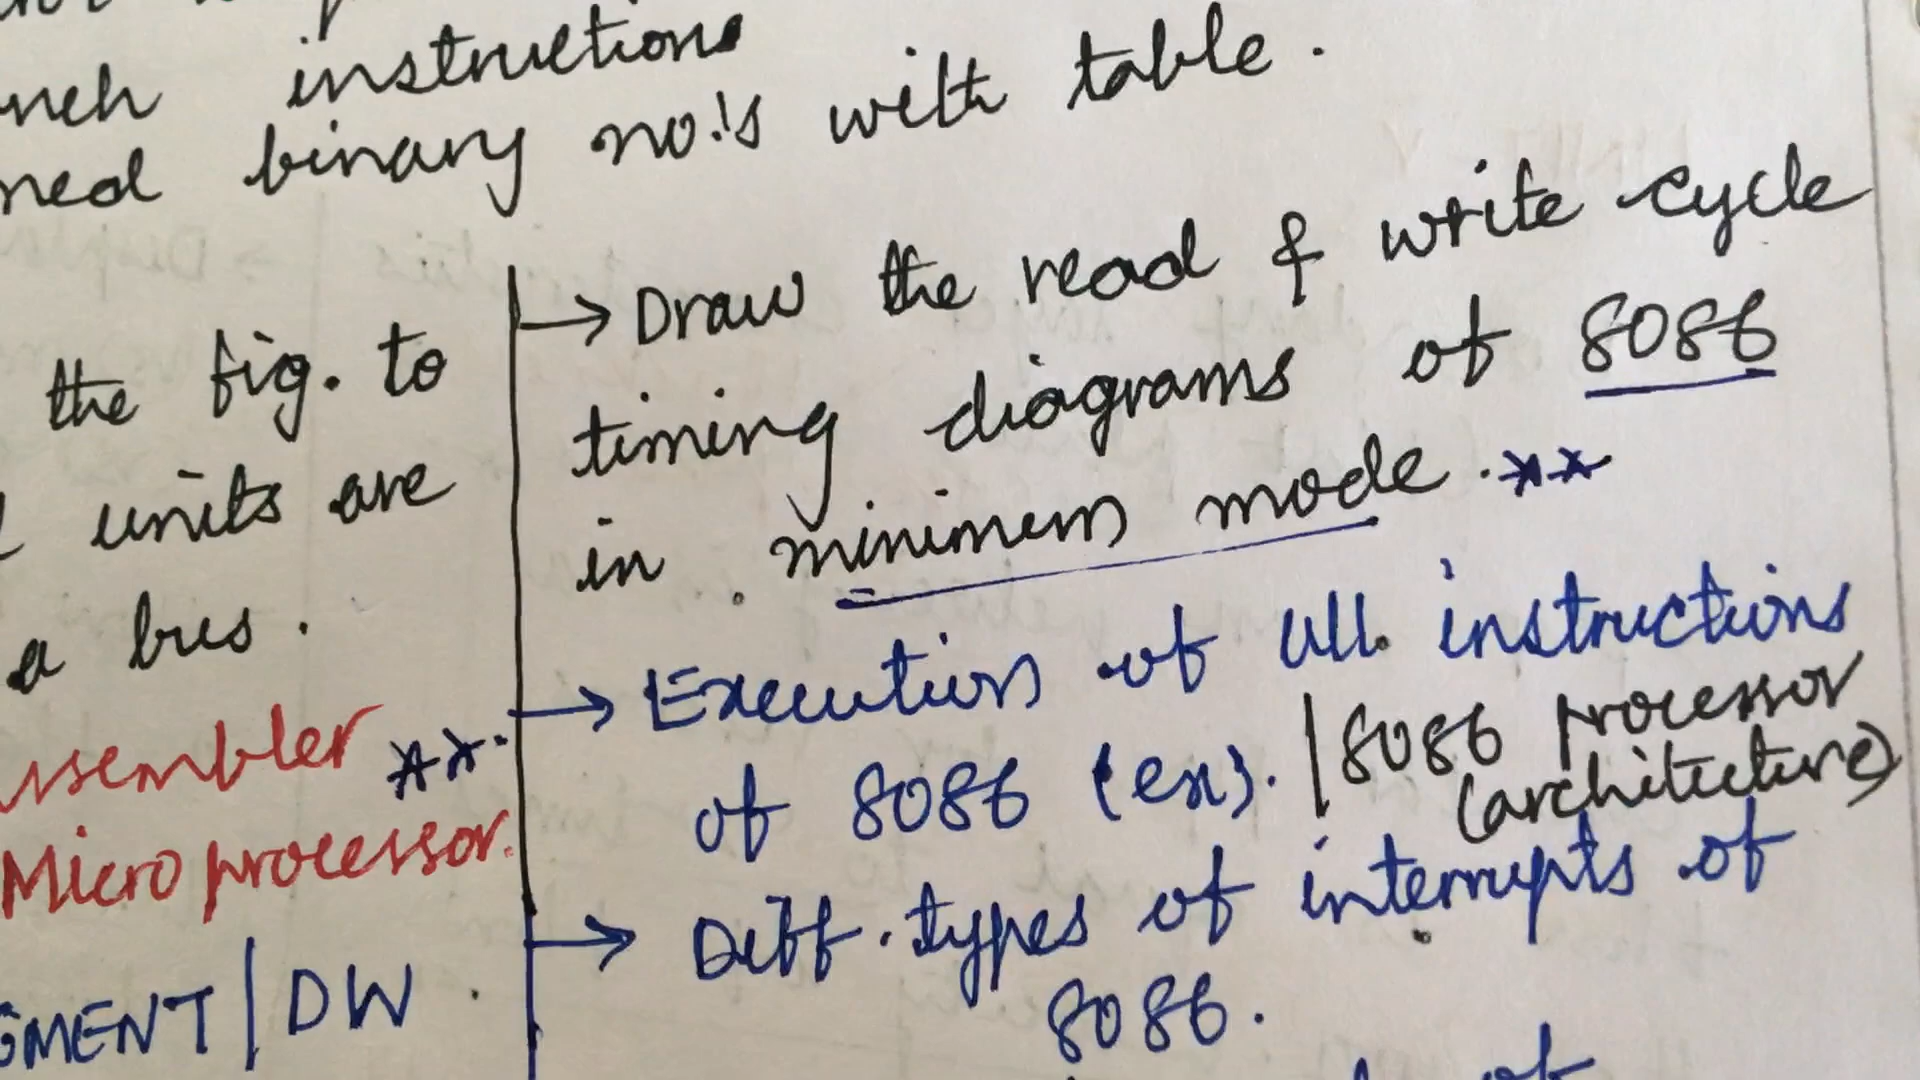 instructions
binary no!s with table.
→ Draw the read & write cycle
timing diagrams of 8086
in minimum mode. **
→ Execution of all instructions
of 8086 (ex). | 8086 processor
(architecture)
→ Diff. types of interrupts of
8086.
of
the fig. to
units are
a bus.
ssembler **.
Microprocessor.
GMENT | DW.